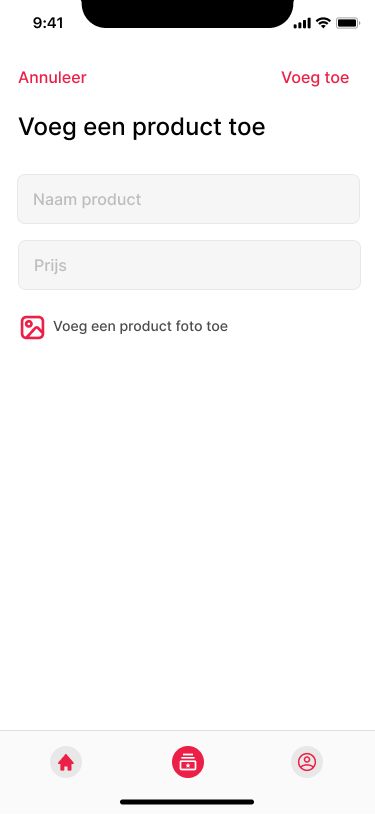 9:41
Annuleer
Voeg toe
Voeg een product toe
Naam product
Prijs
Voeg een product foto toe